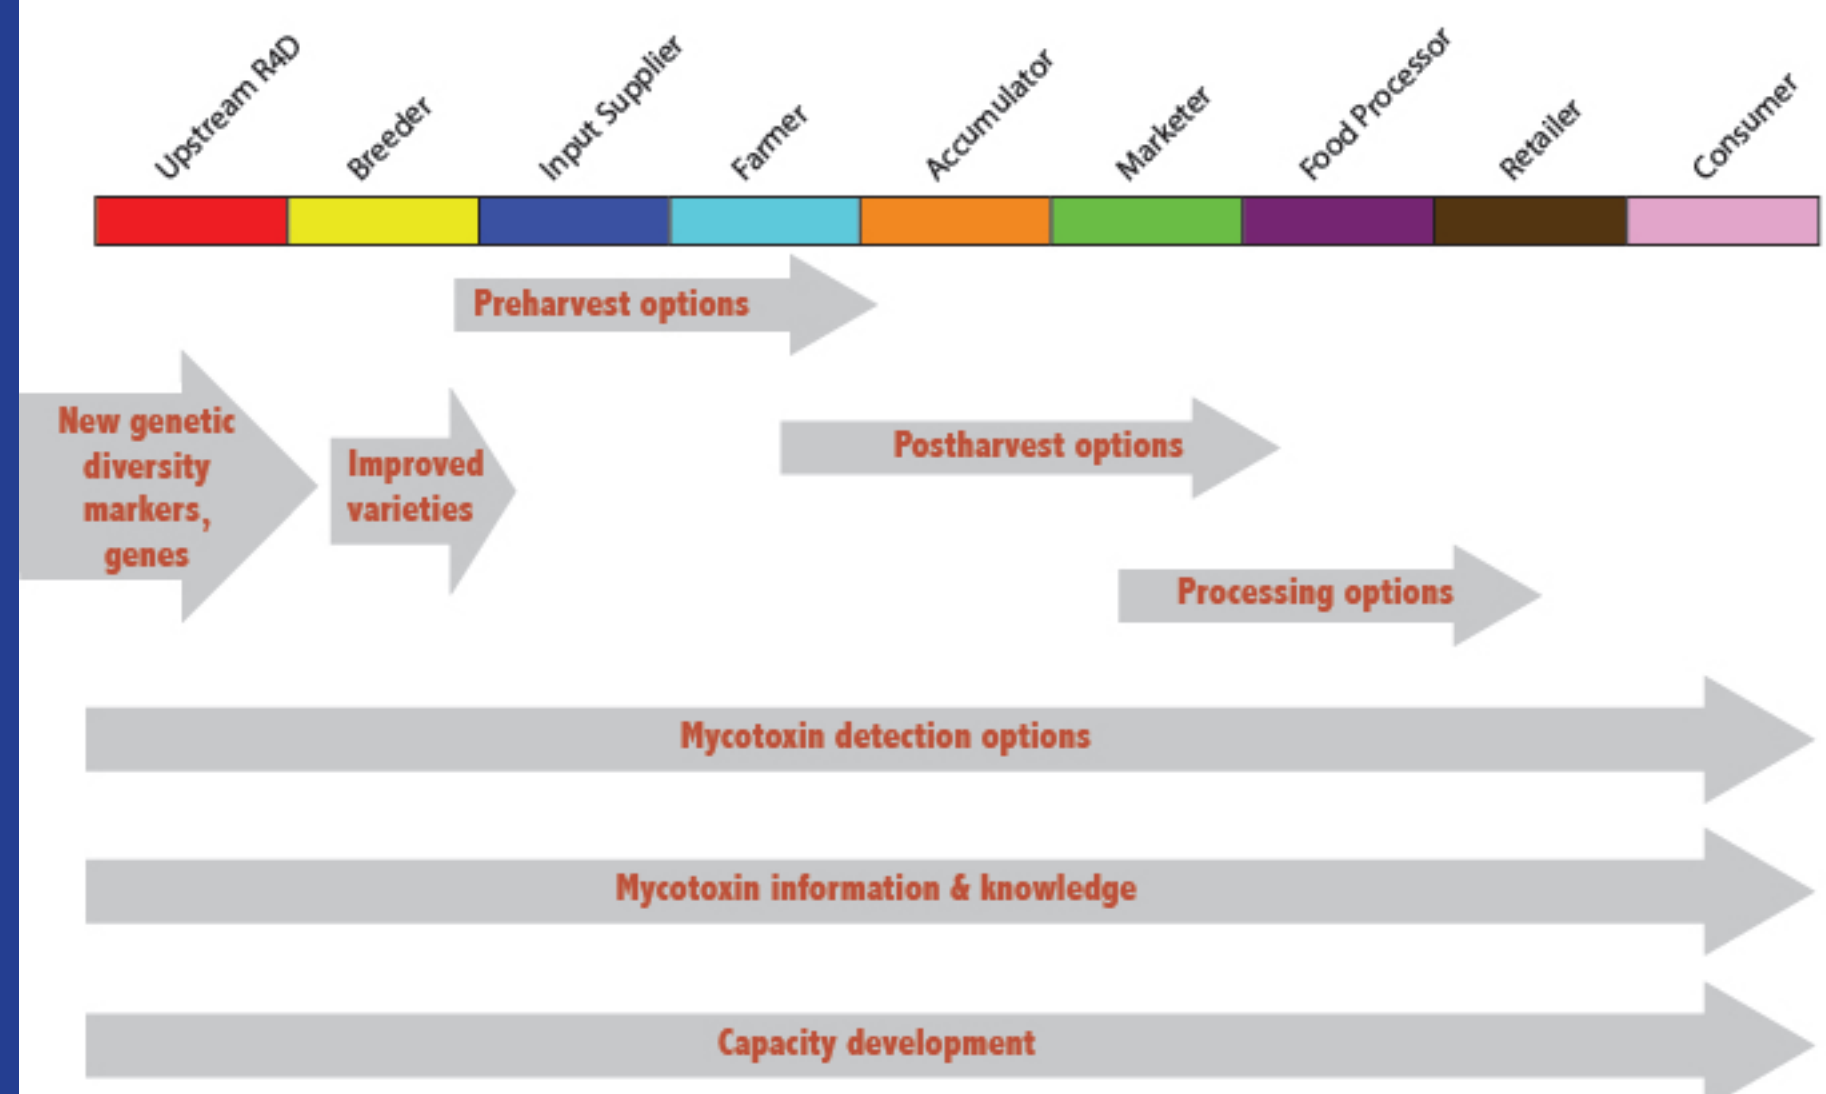 Upstream R4D
Breeder
Input Supplier
Farmer
Accumulator
Marketer
Food Processor
Retailer
Consumer
Preharvest options
New genetic
diversity
markers,
genes
Improved
varieties
Postharvest options
Processing options
Mycotoxin detection options
Mycotoxin information & knowledge
Capacity development